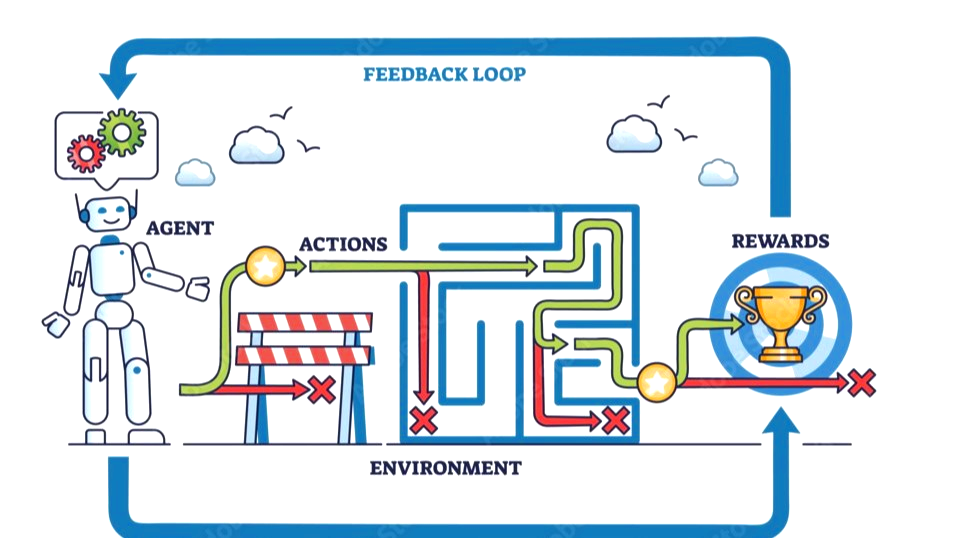 FEEDBACK LOOP
AGENT
ACTIONS
REWARDS
ENVIRONMENT